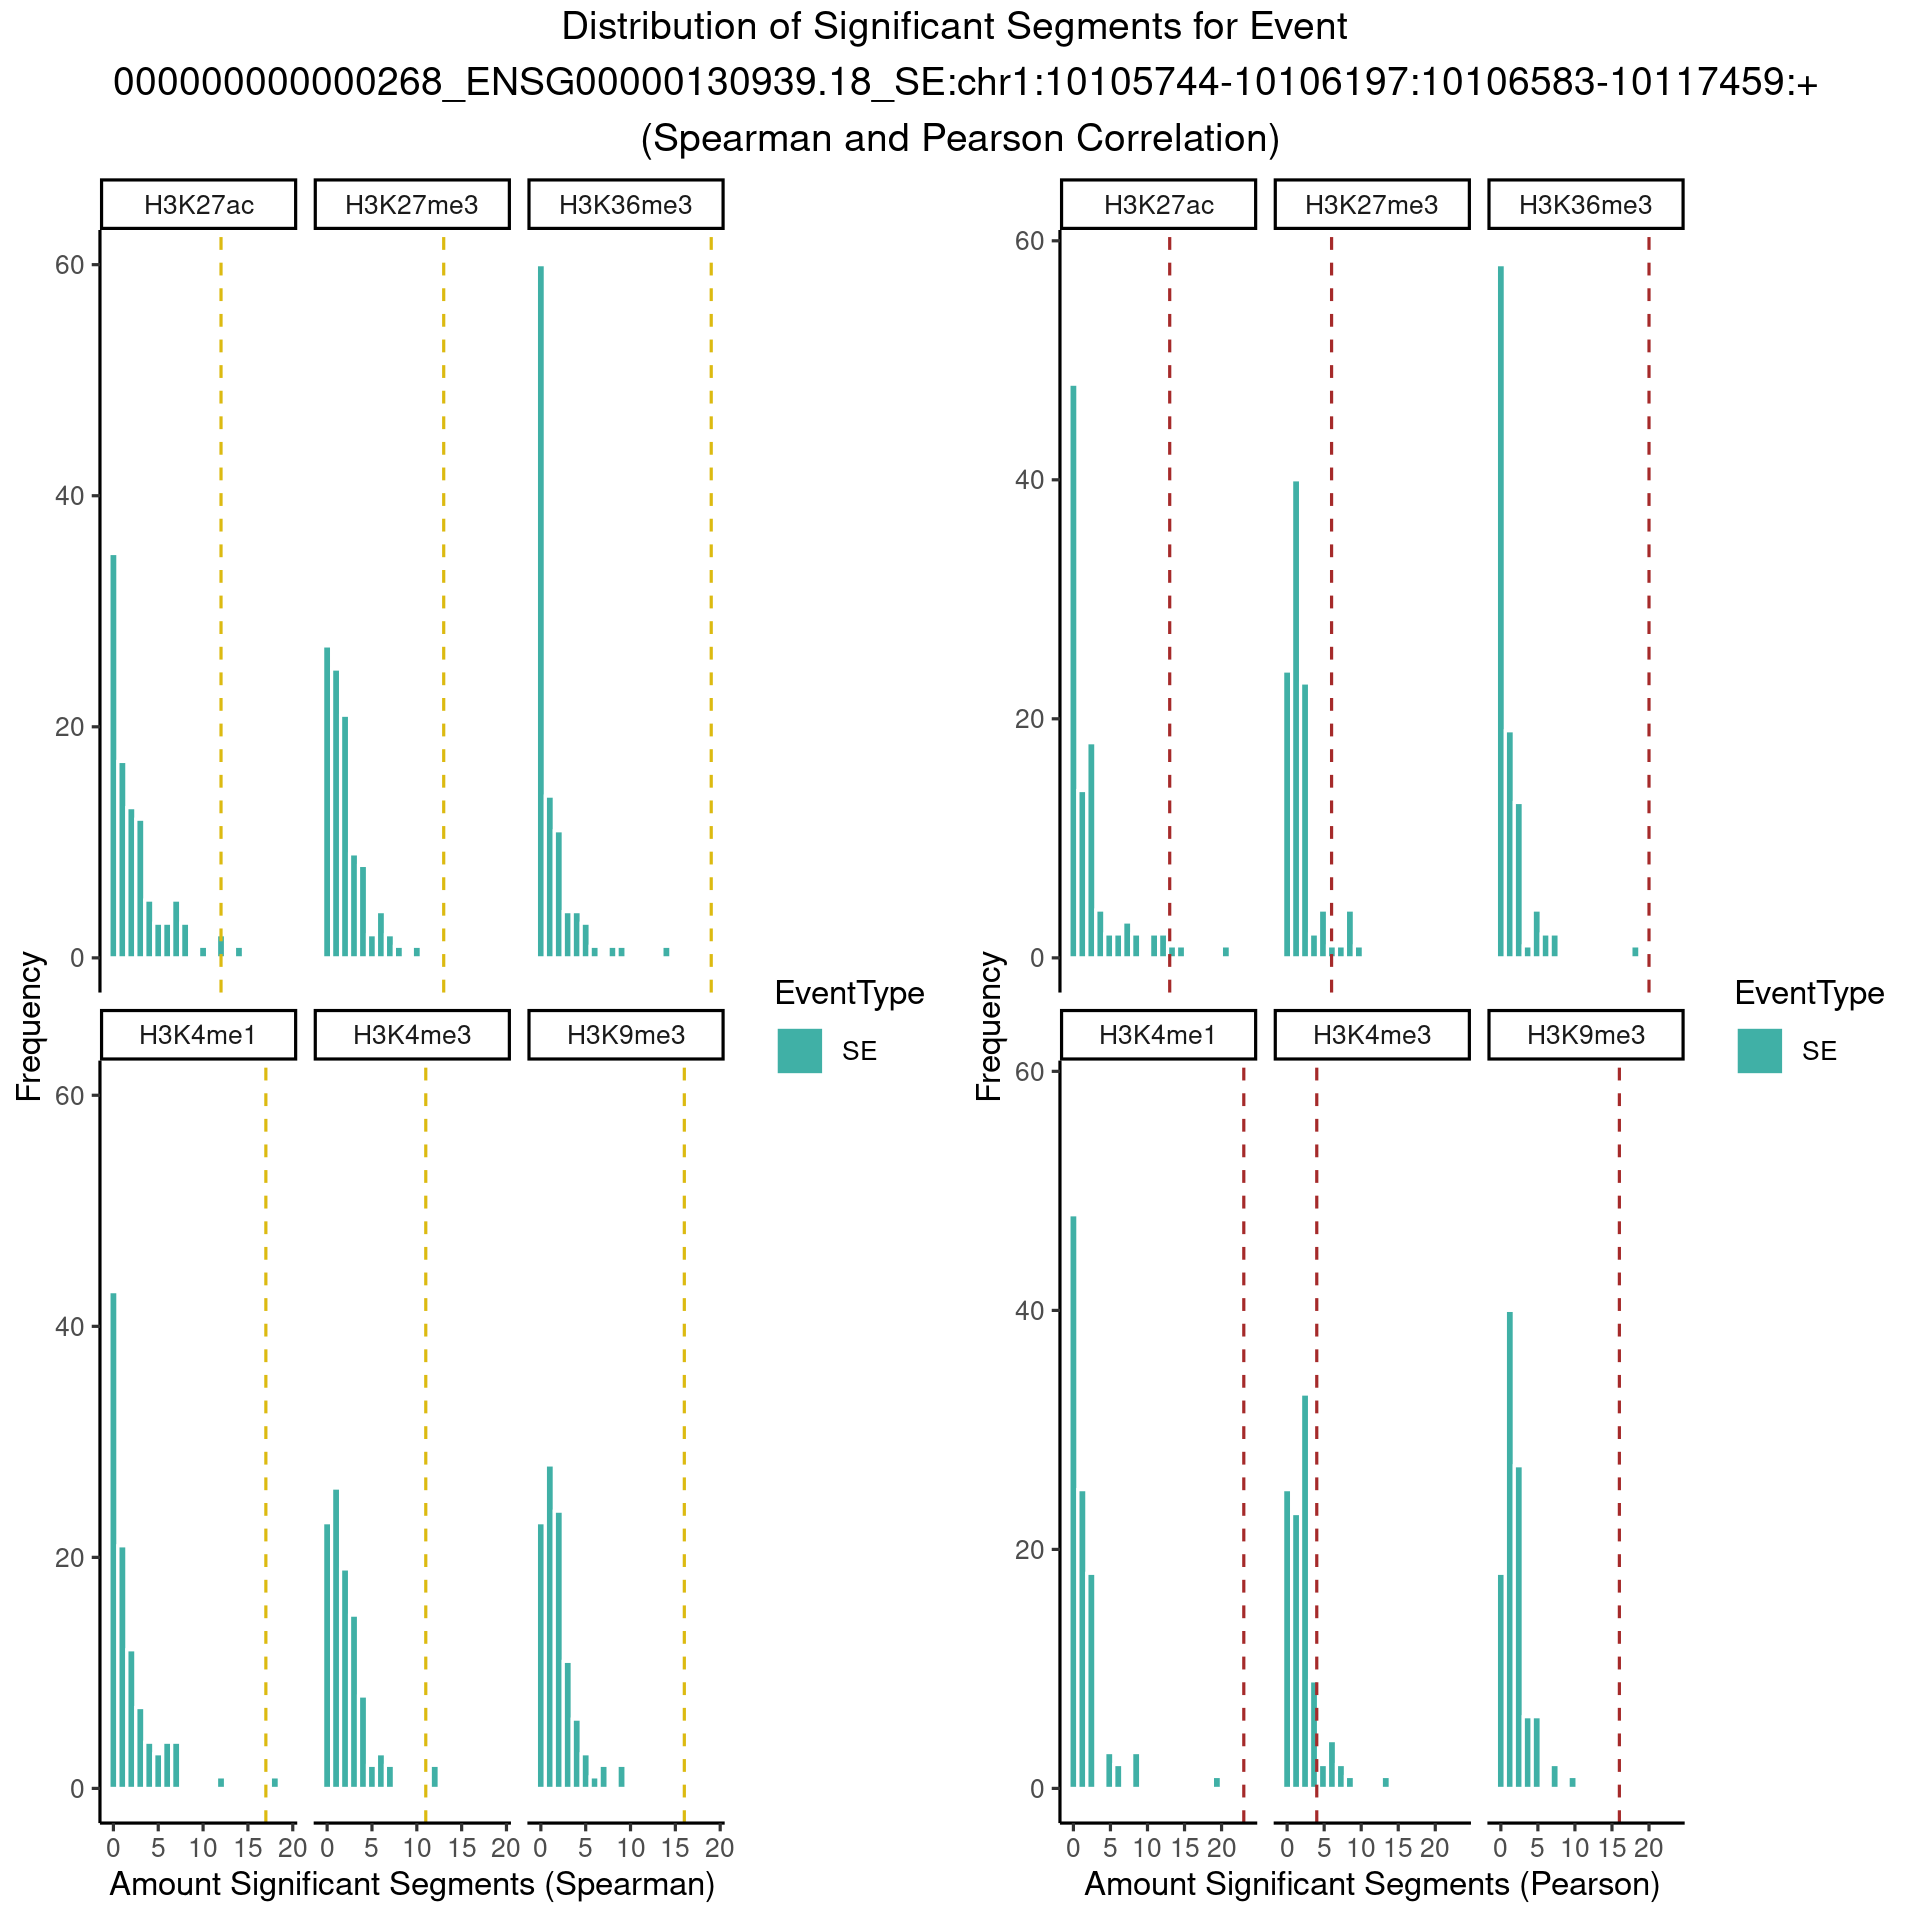 Distribution of Significant Segments for Event
000000000000268_ENSG00000130939.18_SE:chr1:10105744-10106197:10106583-10117459:+
(Spearman and Pearson Correlation)
H3K27ac H3K27me3 H3K36me3
60
40
20
0
H3K4me1 H3K4me3 H3K9me3
60
40
20
0
0 5 10 15 20 0 5 10 15 20 0 5 10 15 20
Frequency
Amount Significant Segments (Spearman)
EventType
SE
H3K27ac H3K27me3 H3K36me3
60
40
20
0
H3K4me1 H3K4me3 H3K9me3
60
40
20
0
0 5 10 15 20 0 5 10 15 20 0 5 10 15 20
Frequency
Amount Significant Segments (Pearson)
EventType
SE